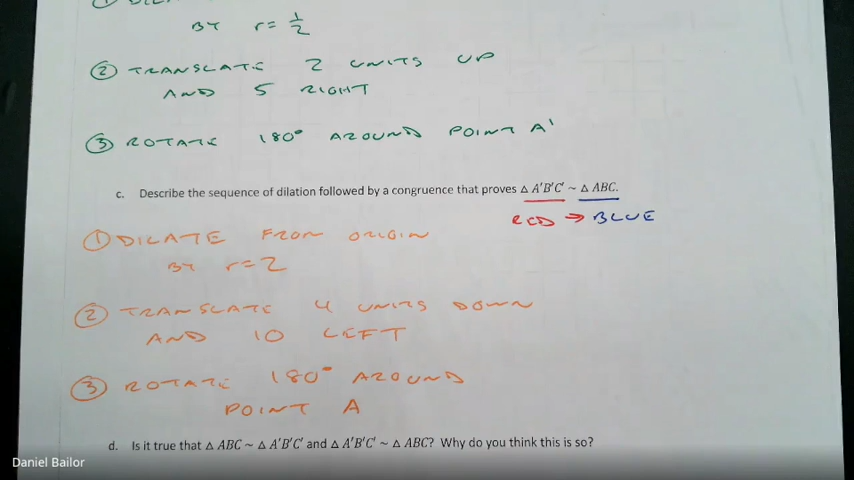 BY r = 1/2
② TRANSLATE 2 UNITS UP
AND 5 RIGHT
③ ROTATE 180° AROUND POINT A'
c. Describe the sequence of dilation followed by a congruence that proves △ A'B'C' ~ △ ABC.
RED → BLUE
① DILATE FROM ORIGIN
BY r = 2
② TRANSLATE 4 UNITS DOWN
AND 10 LEFT
③ ROTATE 180° AROUND
POINT A
d. Is it true that △ ABC ~ △ A'B'C' and △ A'B'C' ~ △ ABC? Why do you think this is so?
Daniel Bailor